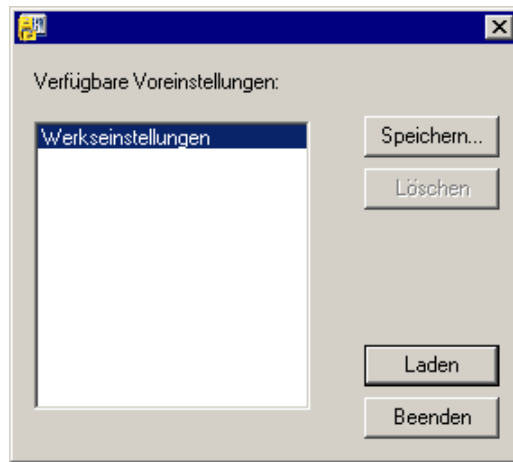 Verfügbare Voreinstellungen:
Werkseinstellungen
Speichern...
Löschen
Laden
Beenden